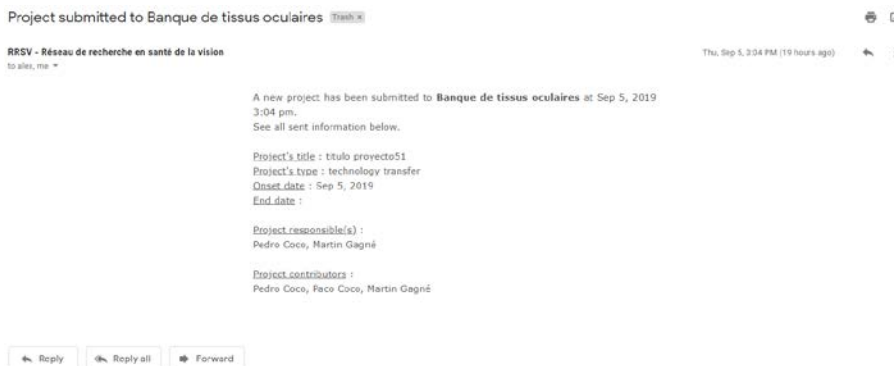 Project submitted to Banque de tissus oculaires Trash x
RRSV - Réseau de recherche en santé de la vision
Thu, Sep 5, 3:04 PM (19 hours ago)
to ales, me
A new project has been submitted to Banque de tissus oculaires at Sep 5, 2019
3:04 pm.
See all sent information below.
Project's title : titulo proyecto51
Project's type : technology transfer
Onset date : Sep 5, 2019
End date :
Project responsible(s) :
Pedro Coco, Martin Gagné
Project contributors :
Pedro Coco, Paco Coco, Martin Gagné
Reply
Reply all
Forward